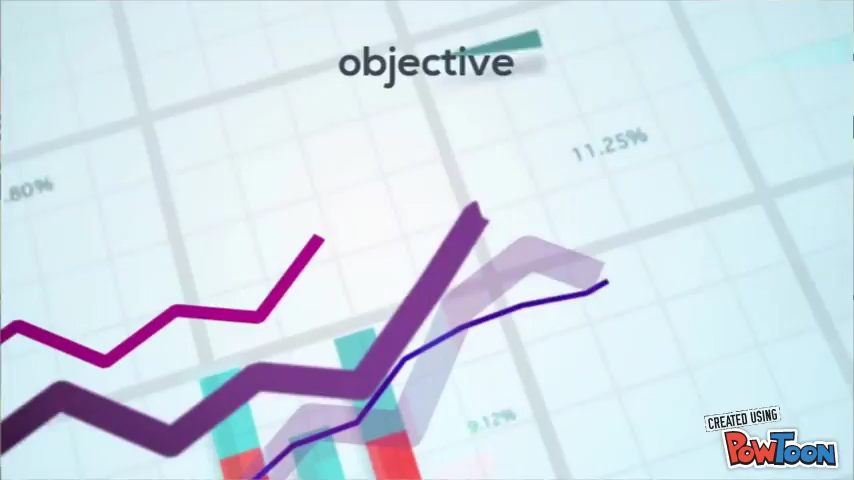 objective
11.25%
.80%
9.12%
CREATED USING
POWTOON